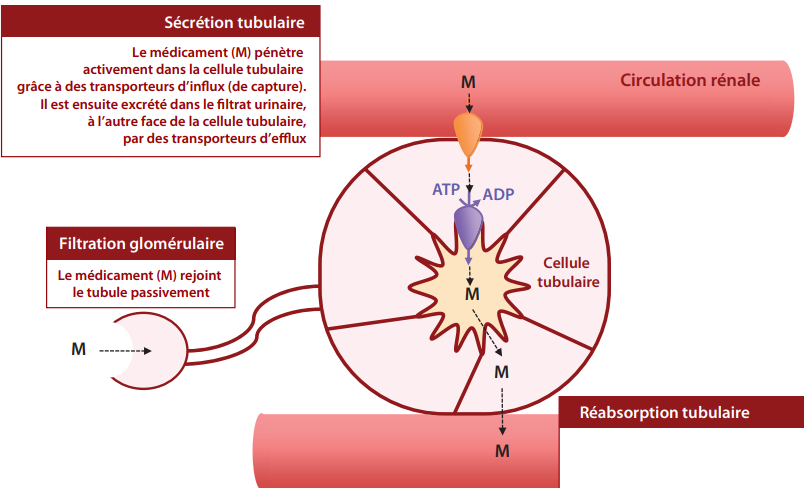 Sécrétion tubulaire
Le médicament (M) pénètre
activement dans la cellule tubulaire
grâce à des transporteurs d'influx (de capture).
Il est ensuite excrété dans le filtrat urinaire,
à l'autre face de la cellule tubulaire,
par des transporteurs d'efflux
M
Circulation rénale
ATP
ADP
Filtration glomérulaire
Le médicament (M) rejoint
le tubule passivement
Cellule
tubulaire
M
M
M
Réabsorption tubulaire
M